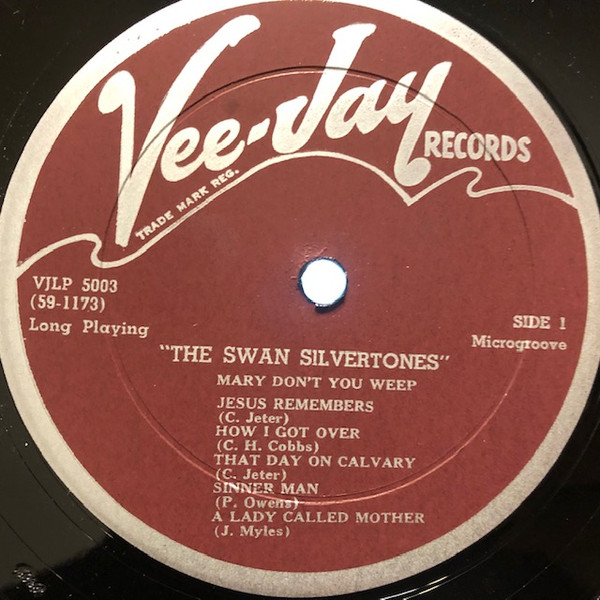 Vee-Jay
RECORDS
TRADE MARK REG.
VJLP 5003
(59-1173)
Long Playing
SIDE 1
Microgroove
"THE SWAN SILVERTONES"
MARY DON'T YOU WEEP
JESUS REMEMBERS
(C. Jeter)
HOW I GOT OVER
(C. H. Cobbs)
THAT DAY ON CALVARY
(C. Jeter)
SINNER MAN
(P. Owens)
A LADY CALLED MOTHER
(J. Myles)